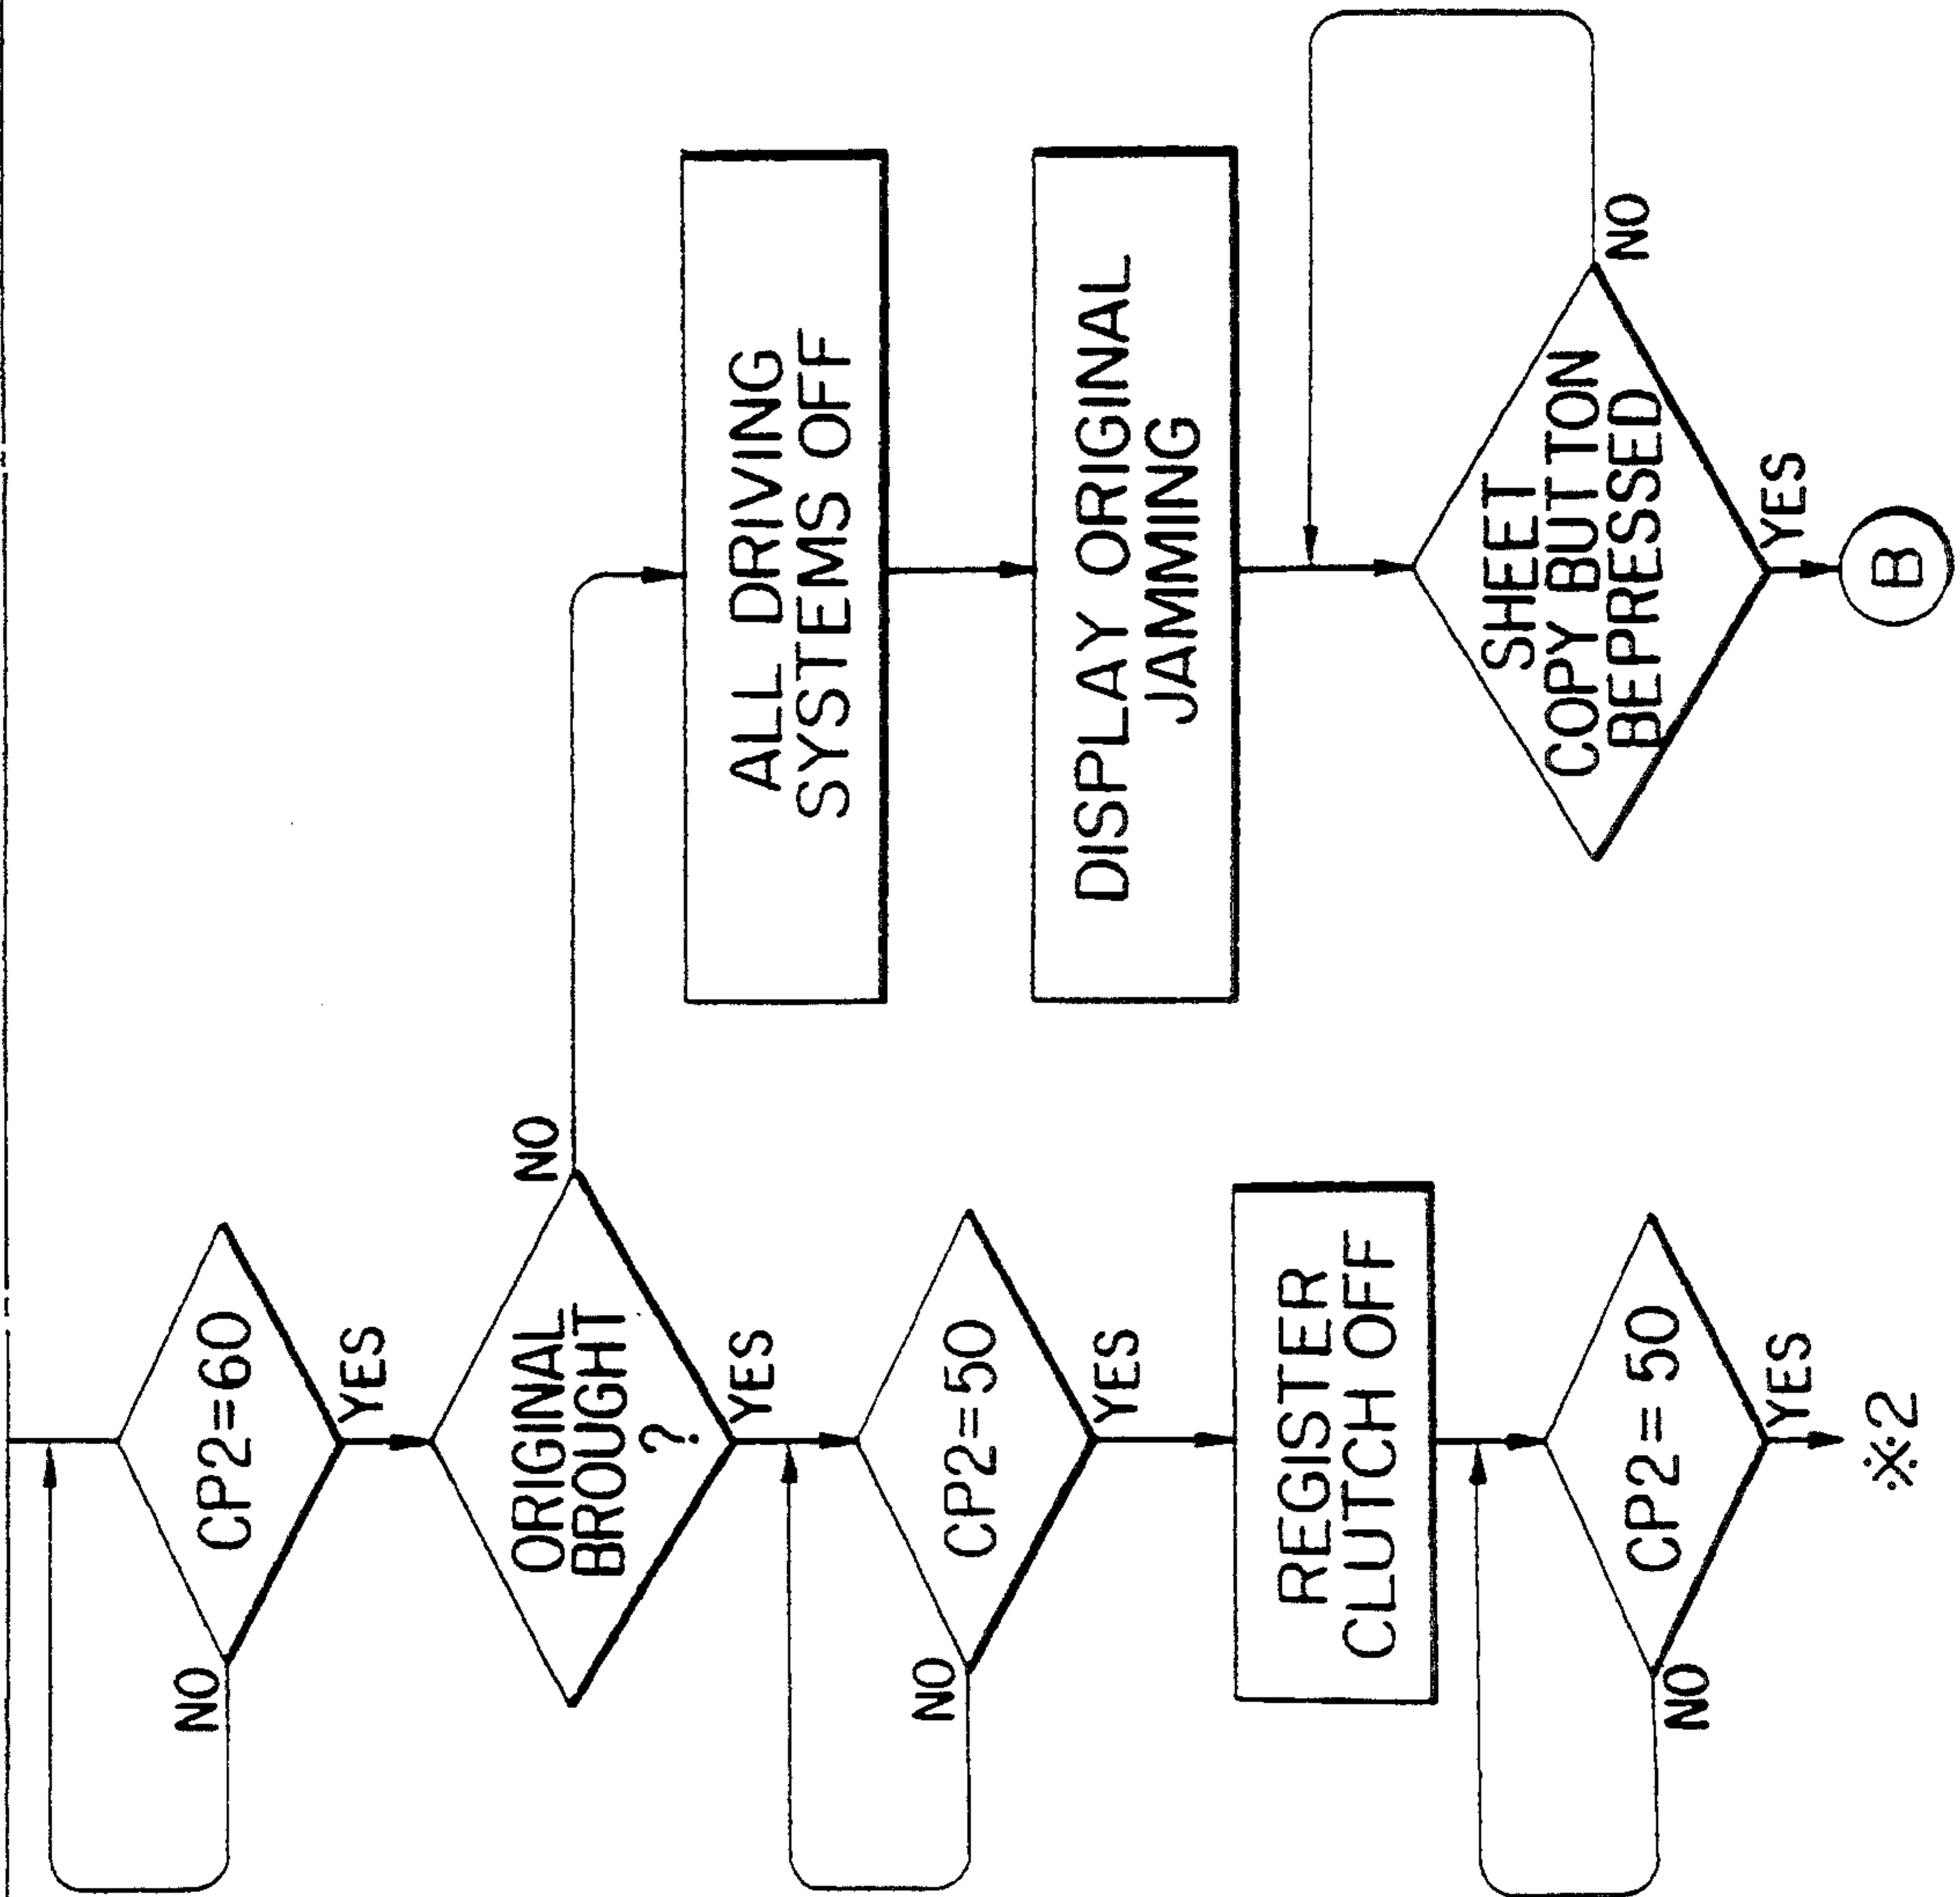 CP2=60
NO
YES
ORIGINAL
BROUGHT
?
NO
YES
CP2=50
NO
YES
REGISTER
CLUTCH OFF
CP2=50
NO
YES
※2
ALL DRIVING
SYSTEMS OFF
DISPLAY ORIGINAL
JAMMING
SHEET
COPY BUTTON
BEPRESSED
NO
YES
B